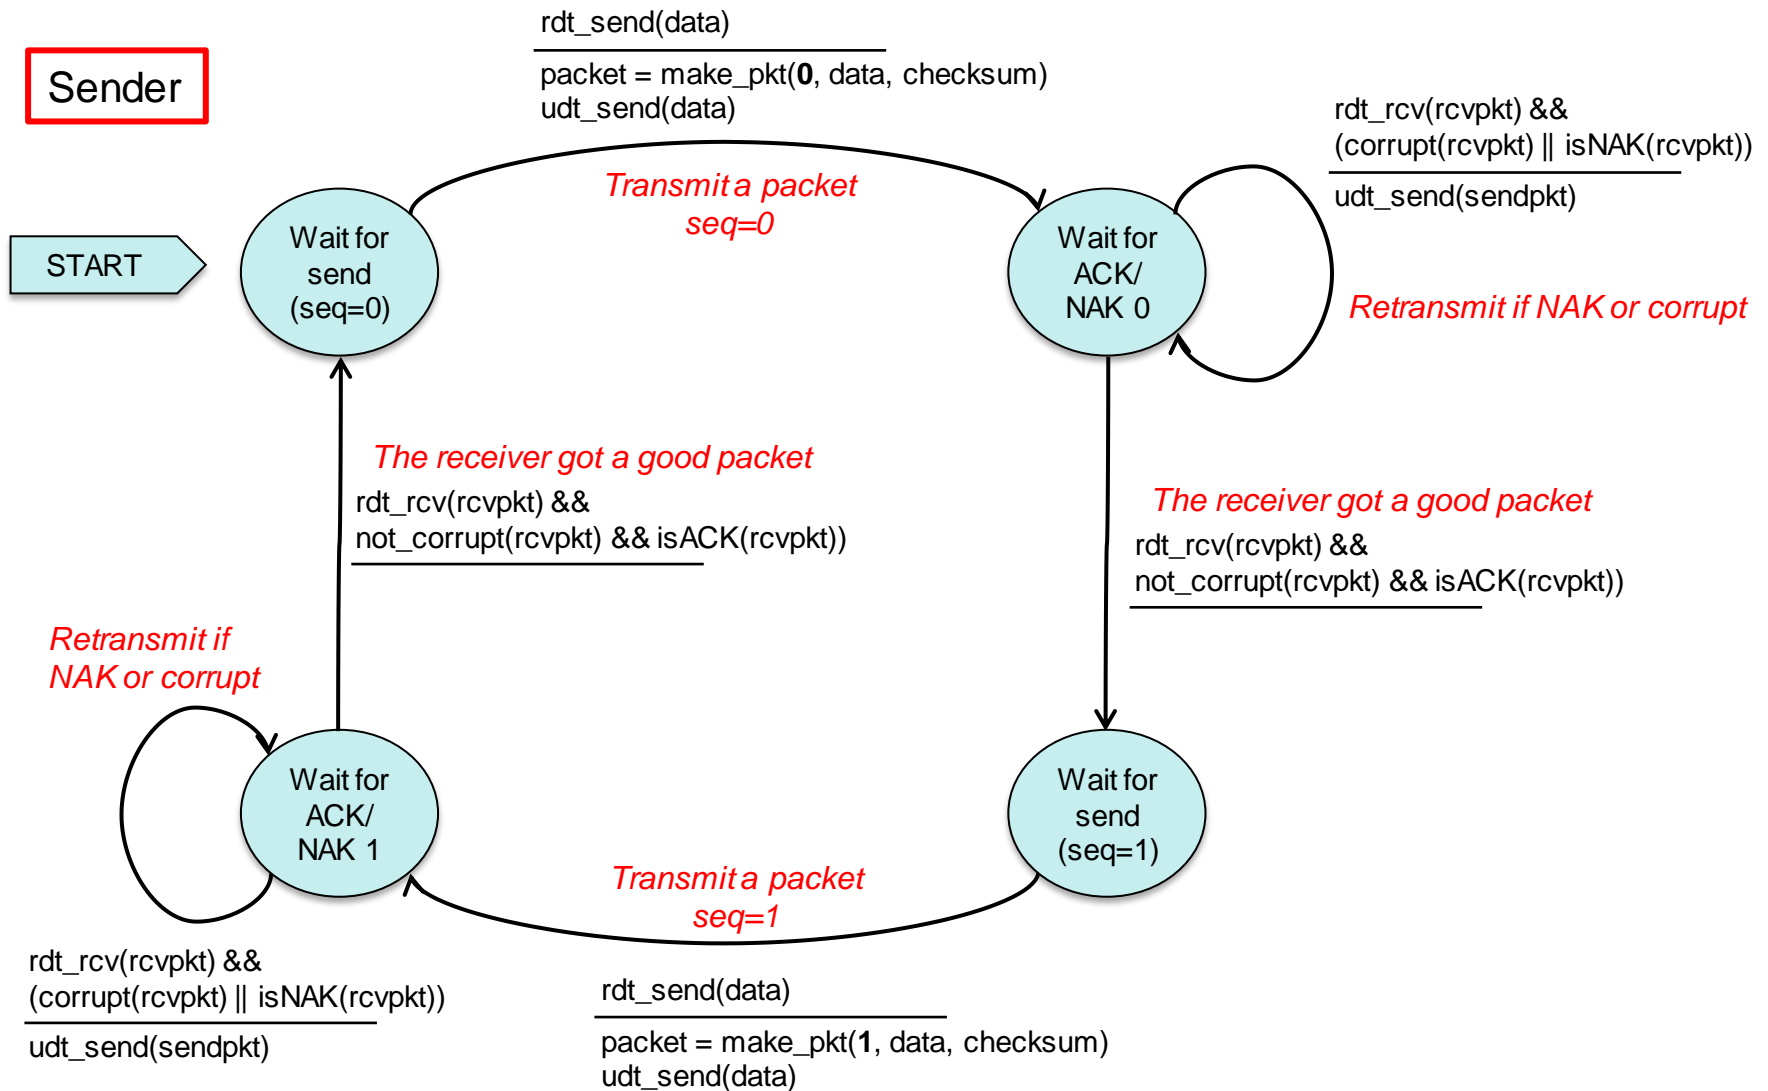 Sender
rdt_send(data)
packet = make_pkt(0, data, checksum)
udt_send(data)
rdt_rcv(rcvpkt) &&
(corrupt(rcvpkt) || isNAK(rcvpkt))
udt_send(sendpkt)
Transmit a packet
seq=0
START
Wait for
send
(seq=0)
Wait for
ACK/
NAK 0
Retransmit if NAK or corrupt
The receiver got a good packet
rdt_rcv(rcvpkt) &&
not_corrupt(rcvpkt) && isACK(rcvpkt))
The receiver got a good packet
rdt_rcv(rcvpkt) &&
not_corrupt(rcvpkt) && isACK(rcvpkt))
Retransmit if
NAK or corrupt
Wait for
ACK/
NAK 1
Wait for
send
(seq=1)
Transmit a packet
seq=1
rdt_rcv(rcvpkt) &&
(corrupt(rcvpkt) || isNAK(rcvpkt))
udt_send(sendpkt)
rdt_send(data)
packet = make_pkt(1, data, checksum)
udt_send(data)